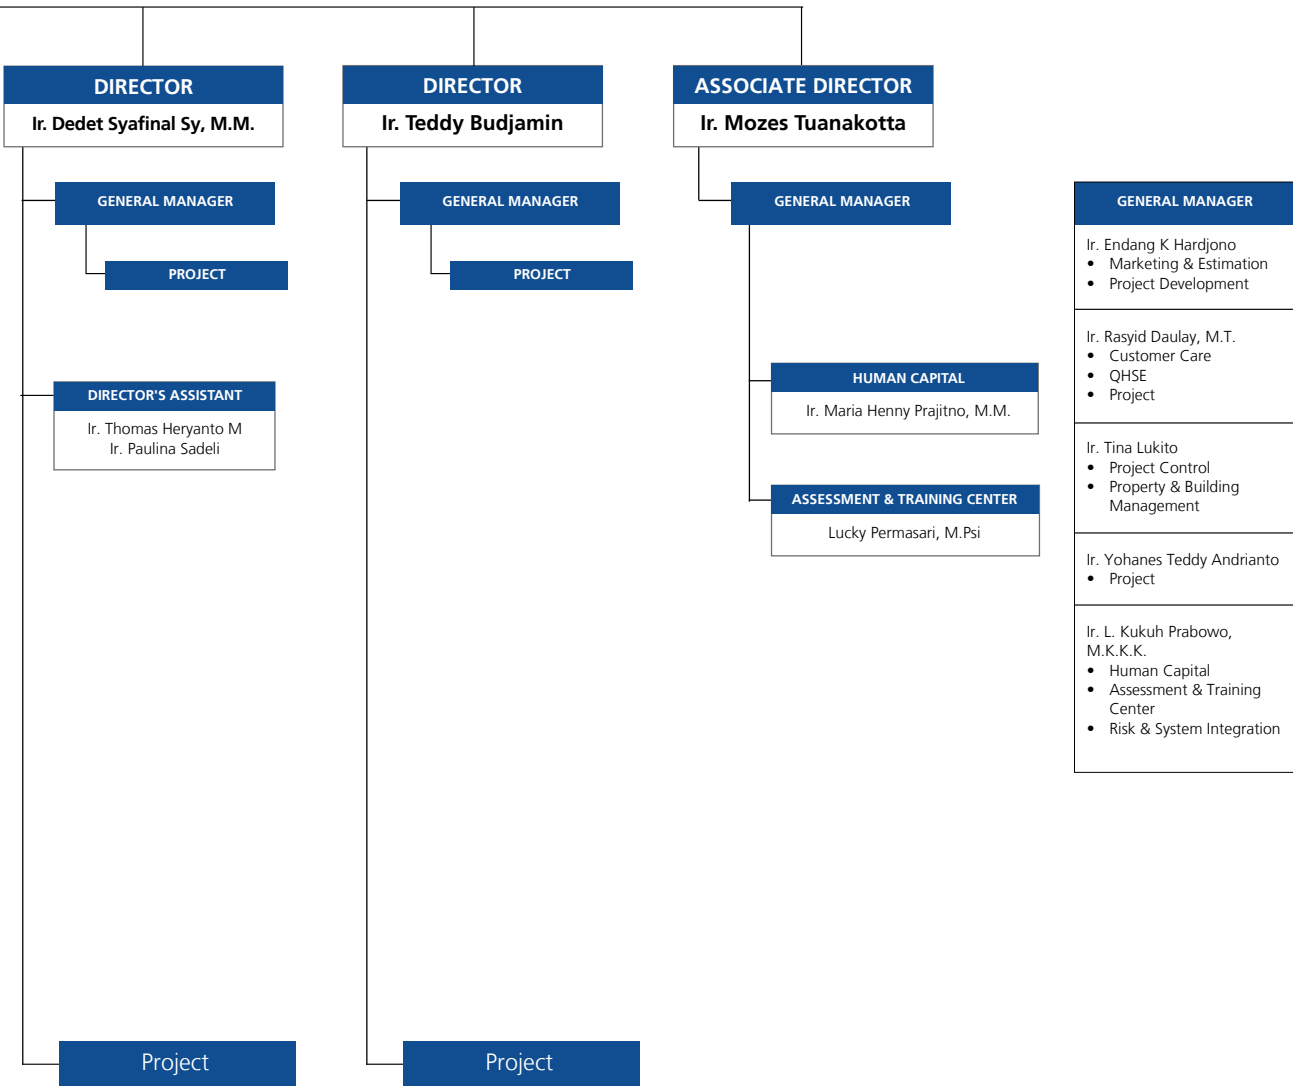 DIRECTOR
Ir. Dedet Syafinal Sy, M.M.
GENERAL MANAGER
PROJECT
DIRECTOR'S ASSISTANT
Ir. Thomas Heryanto M
Ir. Paulina Sadeli
Project
DIRECTOR
Ir. Teddy Budjamin
GENERAL MANAGER
PROJECT
Project
ASSOCIATE DIRECTOR
Ir. Mozes Tuanakotta
GENERAL MANAGER
HUMAN CAPITAL
Ir. Maria Henny Prajitno, M.M.
ASSESSMENT & TRAINING CENTER
Lucky Permasari, M.Psi
GENERAL MANAGER
Ir. Endang K Hardjono
• Marketing & Estimation
• Project Development
Ir. Rasyid Daulay, M.T.
• Customer Care
• QHSE
• Project
Ir. Tina Lukito
• Project Control
• Property & Building
Management
Ir. Yohanes Teddy Andrianto
• Project
Ir. L. Kukuh Prabowo,
M.K.K.K.
• Human Capital
• Assessment & Training
Center
• Risk & System Integration